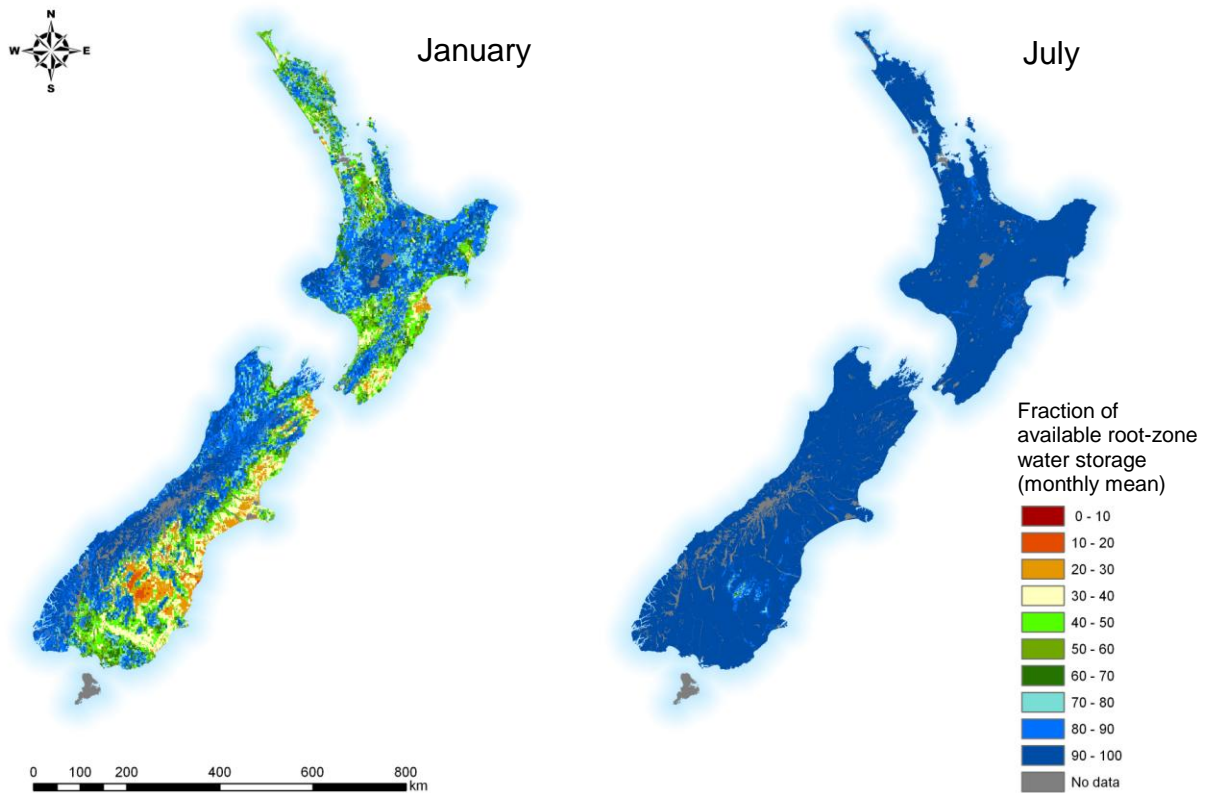 N
W E
S
January
July
Fraction of
available root-zone
water storage
(monthly mean)
0 - 10
10 - 20
20 - 30
30 - 40
40 - 50
50 - 60
60 - 70
70 - 80
80 - 90
90 - 100
No data
0 100 200 400 600 800
km